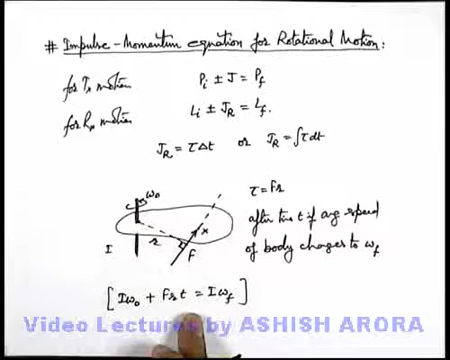 # Impulse-Momentum equation for Rotational Motion:
for Tn motion Pi ± J = Pf
for Rn motion Li ± JR = Lf.
JR = τΔt or JR = ∫τdt
ω0
I r F x
τ = Fr
after time t if ang speed
of body changes to ωf
[ Iω0 + Frt = Iωf ]
Video Lectures by ASHISH ARORA